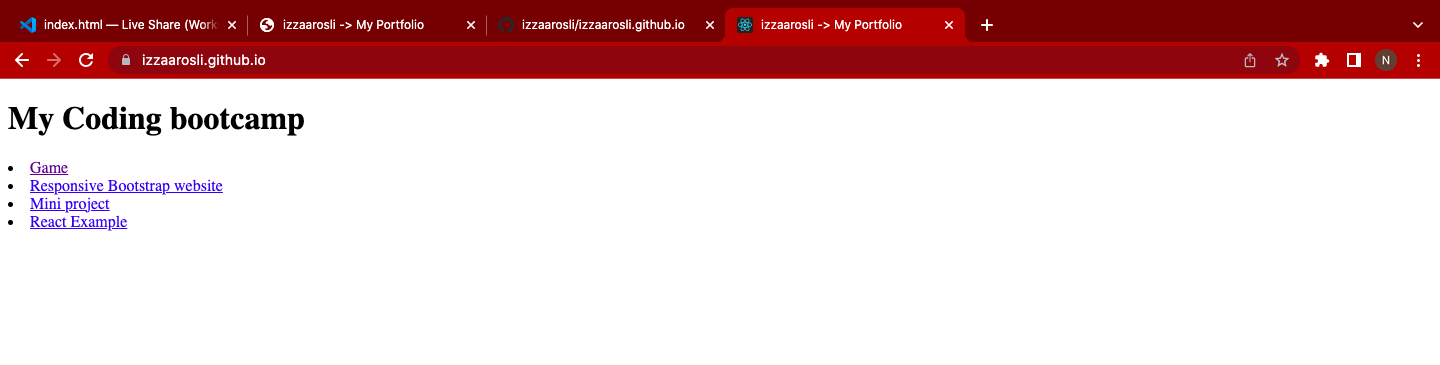 index.html — Live Share (Work
izzaarosli -> My Portfolio
izzaarosli/izzaarosli.github.io
izzaarosli -> My Portfolio
izzaarosli.github.io
N
My Coding bootcamp
Game
Responsive Bootstrap website
Mini project
React Example